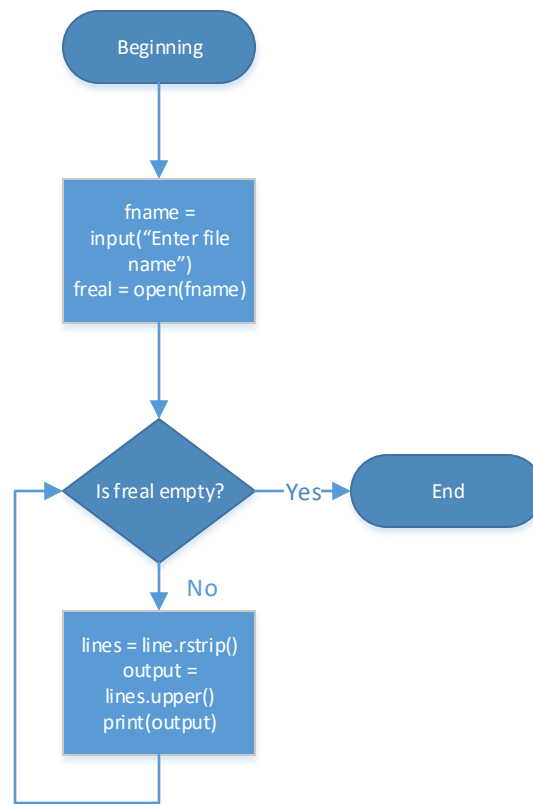 Beginning
fname =
input(“Enter file
name”)
freal = open(fname)
Is freal empty?
Yes
End
No
lines = line.rstrip()
output =
lines.upper()
print(output)